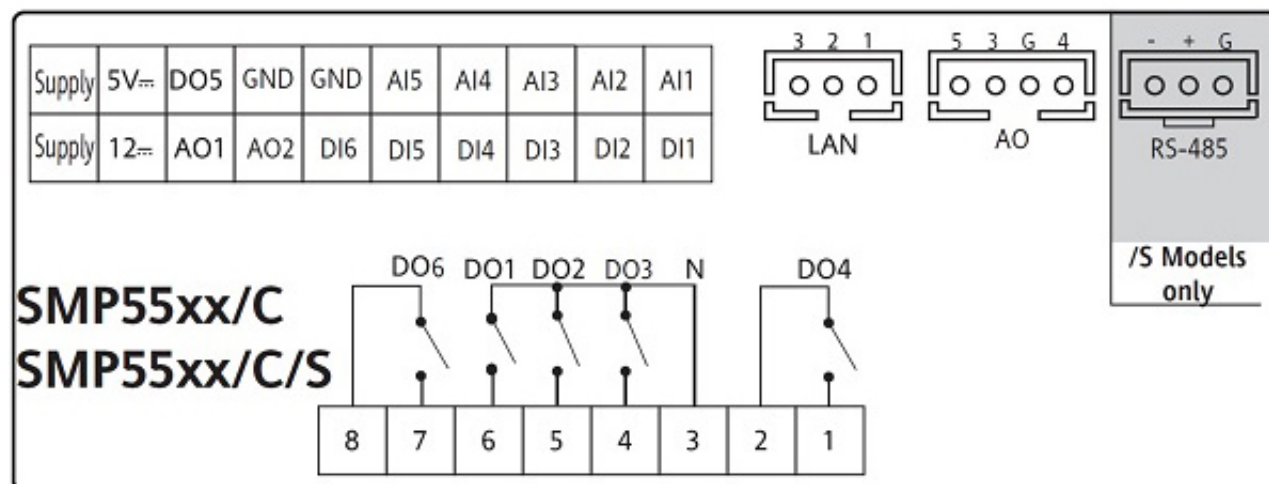 Supply 5V⎓ DO5 GND GND AI5 AI4 AI3 AI2 AI1
Supply 12⎓ AO1 AO2 DI6 DI5 DI4 DI3 DI2 DI1
3 2 1
LAN
5 3 G 4
AO
- + G
RS-485
/S Models
only
DO6 DO1 DO2 DO3 N DO4
SMP55xx/C
SMP55xx/C/S
8 7 6 5 4 3 2 1